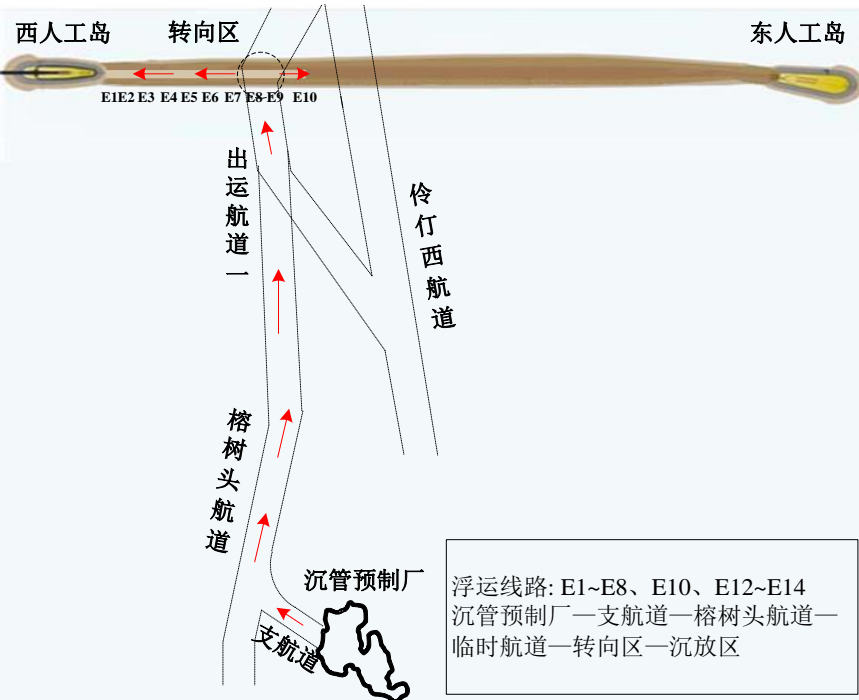 西人工岛
转向区
东人工岛
E1E2 E3 E4 E5 E6 E7 E8 E9 E10
出运航道一
伶仃西航道
榕树头航道
沉管预制厂
支航道
浮运线路: E1~E8、E10、E12~E14
沉管预制厂—支航道—榕树头航道—
临时航道—转向区—沉放区